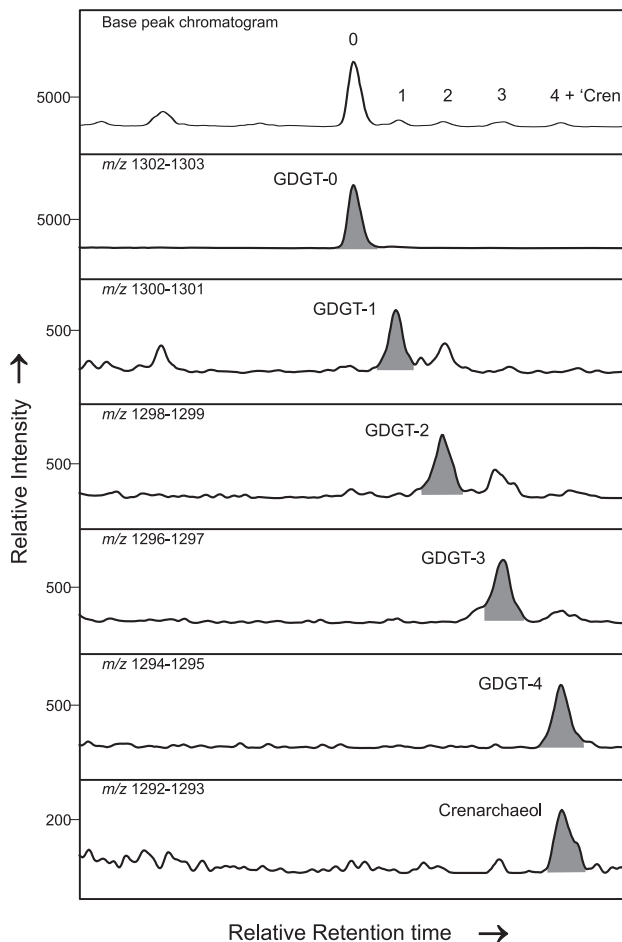 Base peak chromatogram
0
1
2
3
4 + ‘Cren
5000
m/z 1302-1303
GDGT-0
5000
m/z 1300-1301
GDGT-1
500
m/z 1298-1299
GDGT-2
500
m/z 1296-1297
GDGT-3
500
m/z 1294-1295
GDGT-4
500
m/z 1292-1293
Crenarchaeol
200
Relative Intensity →
Relative Retention time →